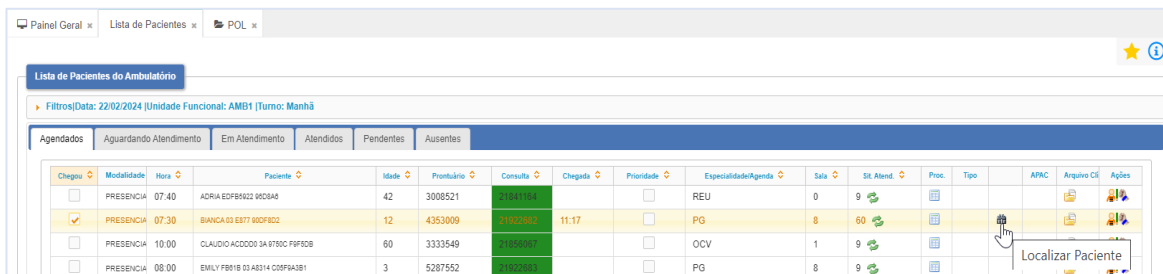 Painel Geral × Lista de Pacientes × POL ×
Lista de Pacientes do Ambulatório
Filtros|Data: 22/02/2024 |Unidade Funcional: AMB1 |Turno: Manhã
Agendados Aguardando Atendimento Em Atendimento Atendidos Pendentes Ausentes
Chegou Modalidade Hora Paciente Idade Prontuário Consulta Chegada Prioridade Especialidade/Agenda Sala Sit. Atend. Proc. Tipo APAC Arquivo Clí Ações
PRESENCIA 07:40 ADRIA EDFB5922 96D8A6 42 3008521 21841164 REU 0 9
PRESENCIA 07:30 BIANCA 03 E877 90DF8D2 12 4353009 21922682 11:17 PG 8 60
PRESENCIA 10:00 CLAUDIO ACDDD0 3A 9750C F9F5DB 60 3333549 21856067 OCV 1 9
Localizar Paciente
PRESENCIA 08:00 EMILY FB61B 03 A8314 C05F9A3B1 3 5287552 21922683 PG 8 9